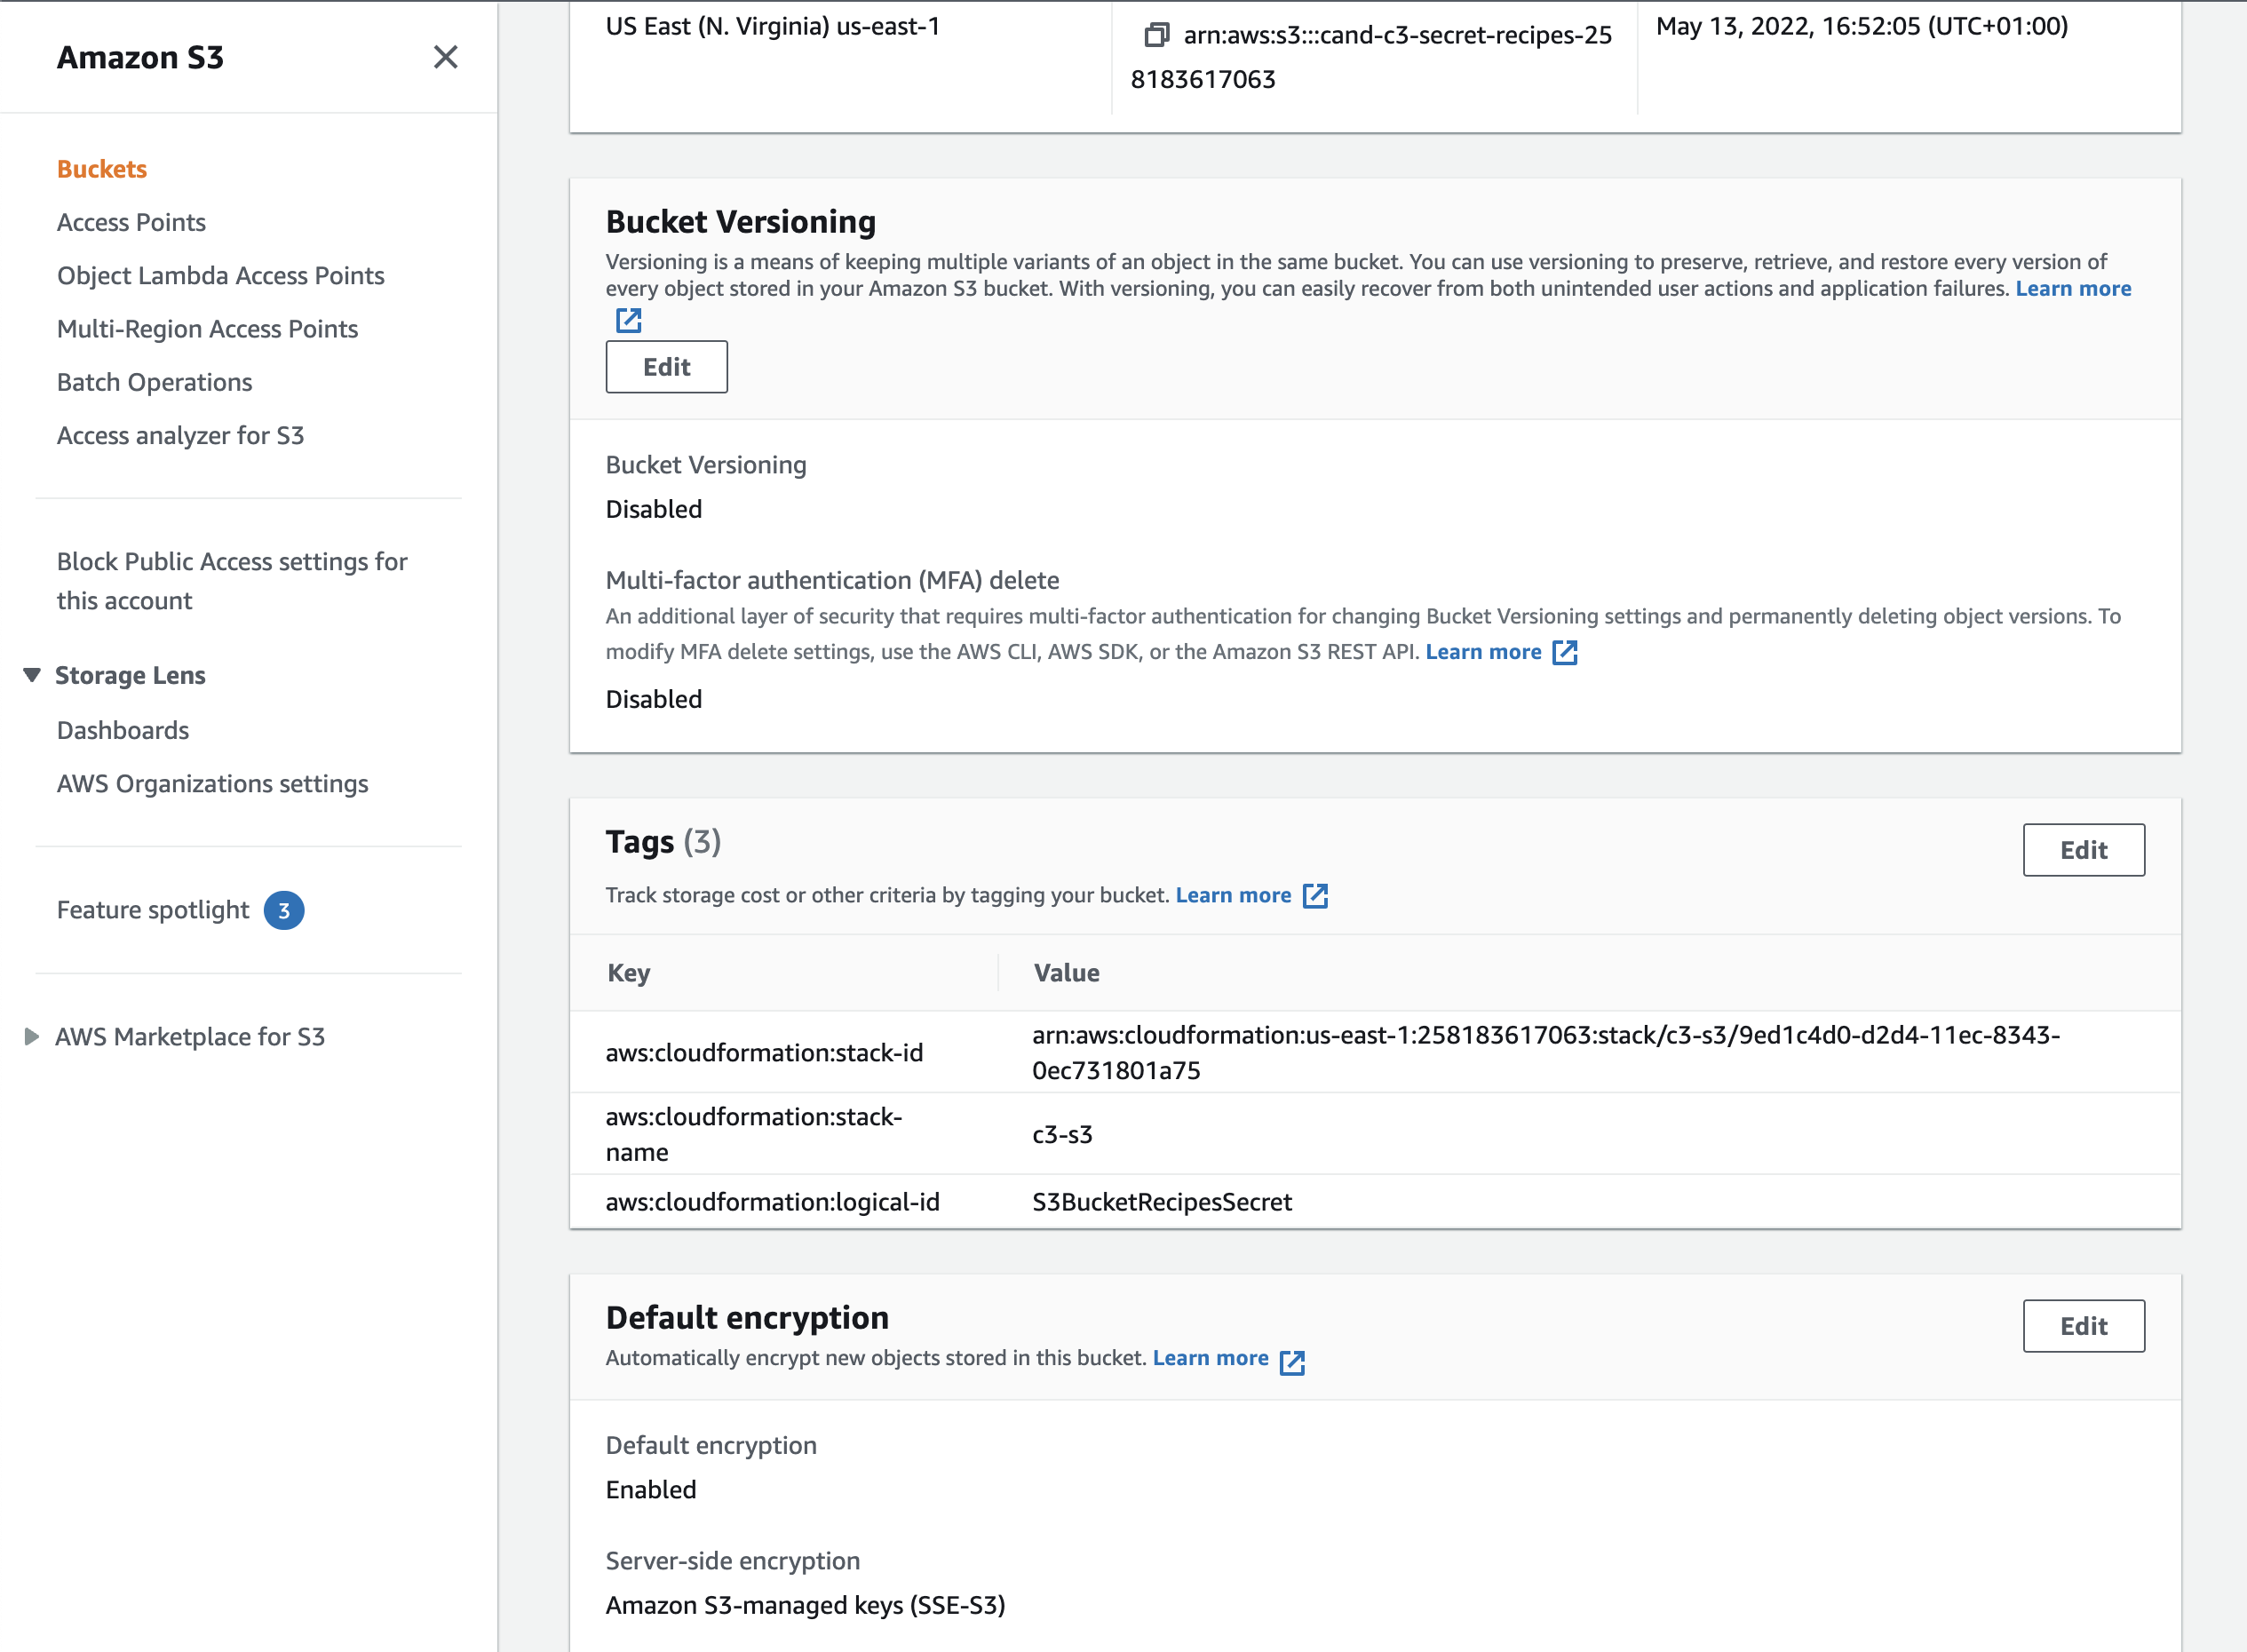 Amazon S3
Buckets
Access Points
Object Lambda Access Points
Multi-Region Access Points
Batch Operations
Access analyzer for S3
Block Public Access settings for
this account
Storage Lens
Dashboards
AWS Organizations settings
Feature spotlight 3
AWS Marketplace for S3
US East (N. Virginia) us-east-1
arn:aws:s3:::cand-c3-secret-recipes-25
8183617063
May 13, 2022, 16:52:05 (UTC+01:00)
Bucket Versioning
Versioning is a means of keeping multiple variants of an object in the same bucket. You can use versioning to preserve, retrieve, and restore every version of
every object stored in your Amazon S3 bucket. With versioning, you can easily recover from both unintended user actions and application failures. Learn more
Edit
Bucket Versioning
Disabled
Multi-factor authentication (MFA) delete
An additional layer of security that requires multi-factor authentication for changing Bucket Versioning settings and permanently deleting object versions. To
modify MFA delete settings, use the AWS CLI, AWS SDK, or the Amazon S3 REST API. Learn more
Disabled
Tags (3)
Edit
Track storage cost or other criteria by tagging your bucket. Learn more
Key Value
aws:cloudformation:stack-id
arn:aws:cloudformation:us-east-1:258183617063:stack/c3-s3/9ed1c4d0-d2d4-11ec-8343-
0ec731801a75
aws:cloudformation:stack-
name
c3-s3
aws:cloudformation:logical-id S3BucketRecipesSecret
Default encryption
Edit
Automatically encrypt new objects stored in this bucket. Learn more
Default encryption
Enabled
Server-side encryption
Amazon S3-managed keys (SSE-S3)